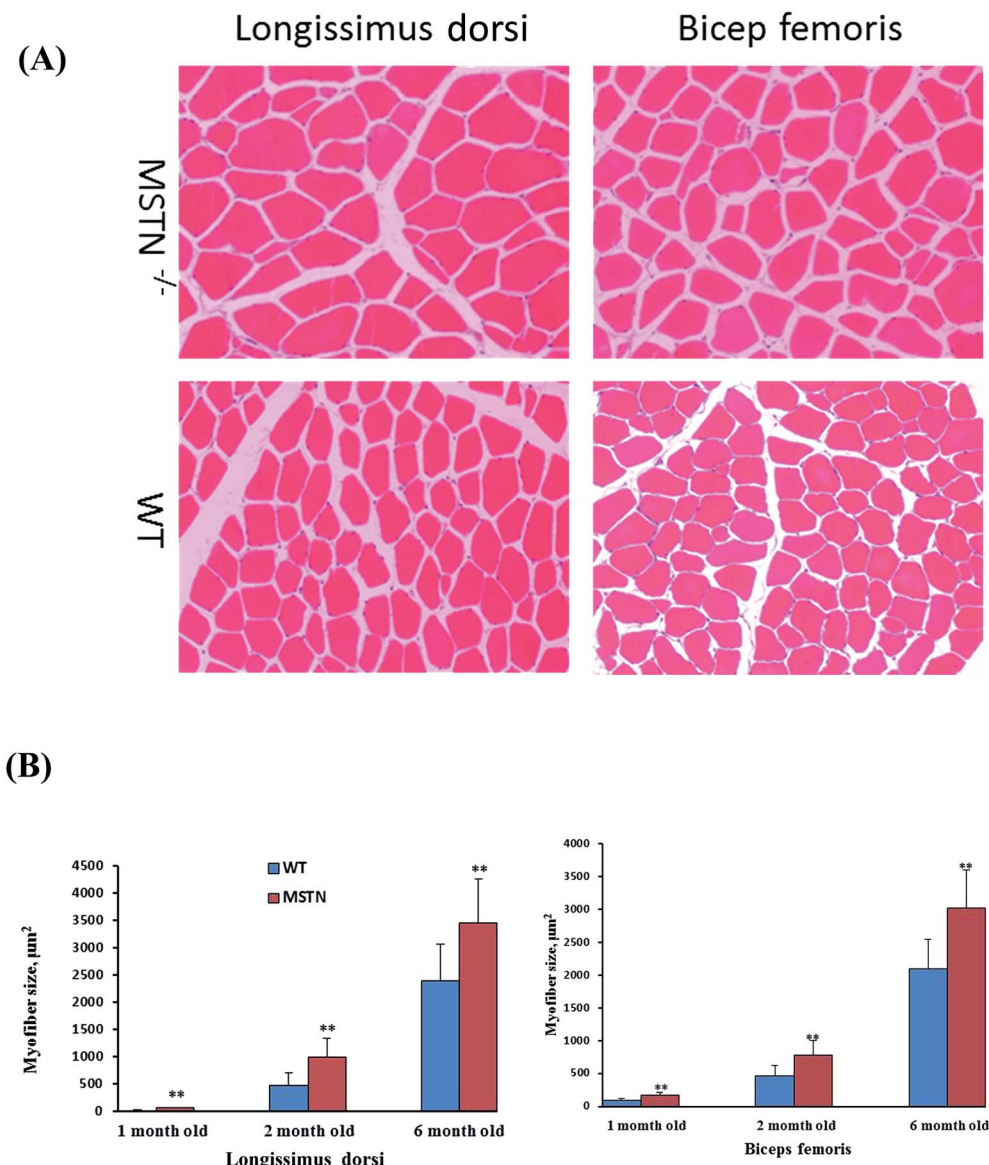 Longissimus dorsi
Bicep femoris
(A)
MSTN -/-
WT
(B)
WT
MSTN
Myofiber size, µm2
4500
4000
3500
3000
2500
2000
1500
1000
500
0
**
**
**
1 month old
2 month old
6 month old
Longissimus dorsi
Myofiber size, µm2
4000
3500
3000
2500
2000
1500
1000
500
0
**
**
**
1 momth old
2 momth old
6 momth old
Biceps femoris